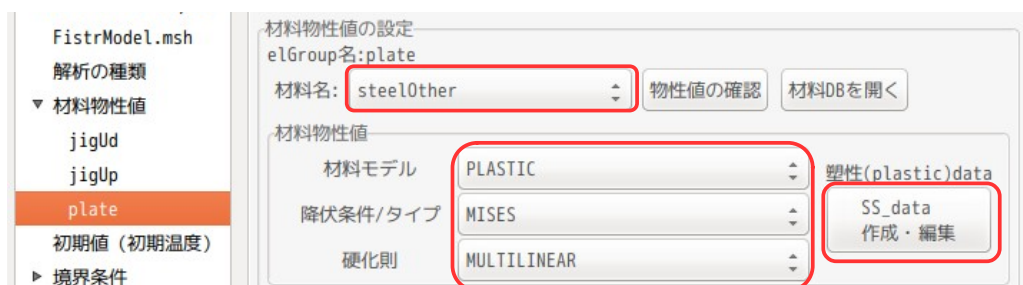 FistrModel.msh
解析の種類
▼ 材料物性値
jigUd
jigUp
plate
初期値（初期温度）
▶ 境界条件
材料物性値の設定
elGroup名:plate
材料名: steelOther 物性値の確認 材料DBを開く
材料物性値
材料モデル PLASTIC
降伏条件/タイプ MISES
硬化則 MULTILINEAR
塑性(plastic)data
SS_data
作成・編集